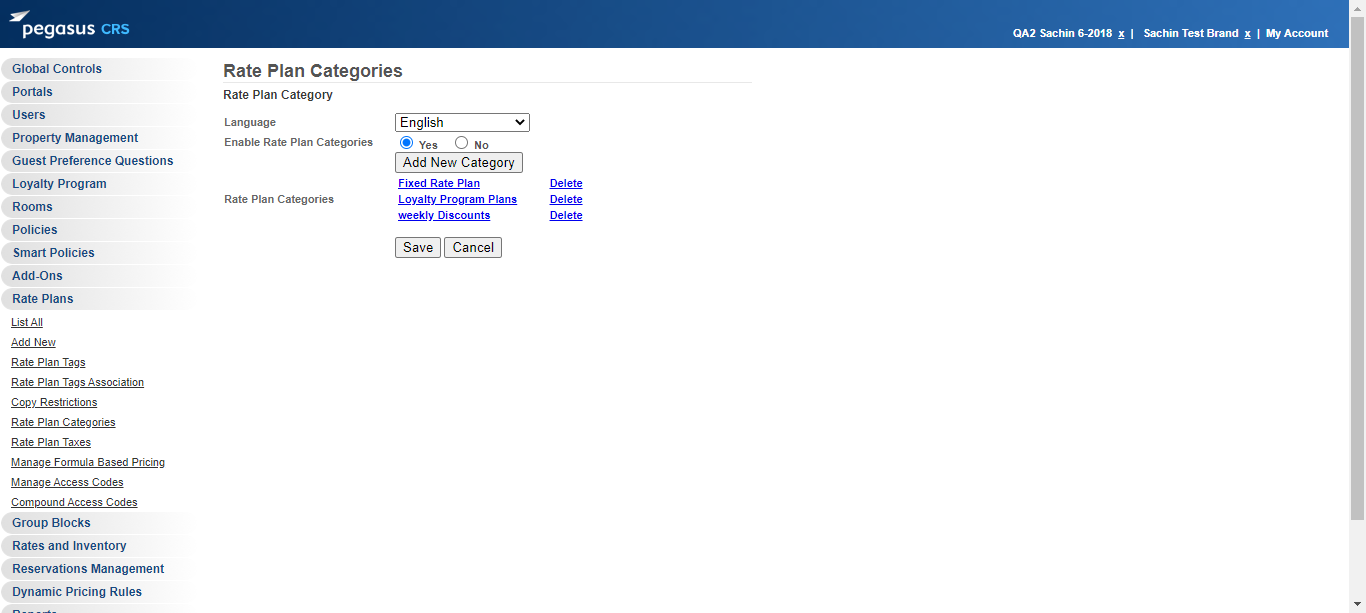 pegasus CRS
QA2 Sachin 6-2018 x | Sachin Test Brand x | My Account
Global Controls
Portals
Users
Property Management
Guest Preference Questions
Loyalty Program
Rooms
Policies
Smart Policies
Add-Ons
Rate Plans
List All
Add New
Rate Plan Tags
Rate Plan Tags Association
Copy Restrictions
Rate Plan Categories
Rate Plan Taxes
Manage Formula Based Pricing
Manage Access Codes
Compound Access Codes
Group Blocks
Rates and Inventory
Reservations Management
Dynamic Pricing Rules
Reports
Rate Plan Categories
Rate Plan Category
Language English
Enable Rate Plan Categories Yes No
Add New Category
Fixed Rate Plan Delete
Rate Plan Categories Loyalty Program Plans Delete
weekly Discounts Delete
Save Cancel